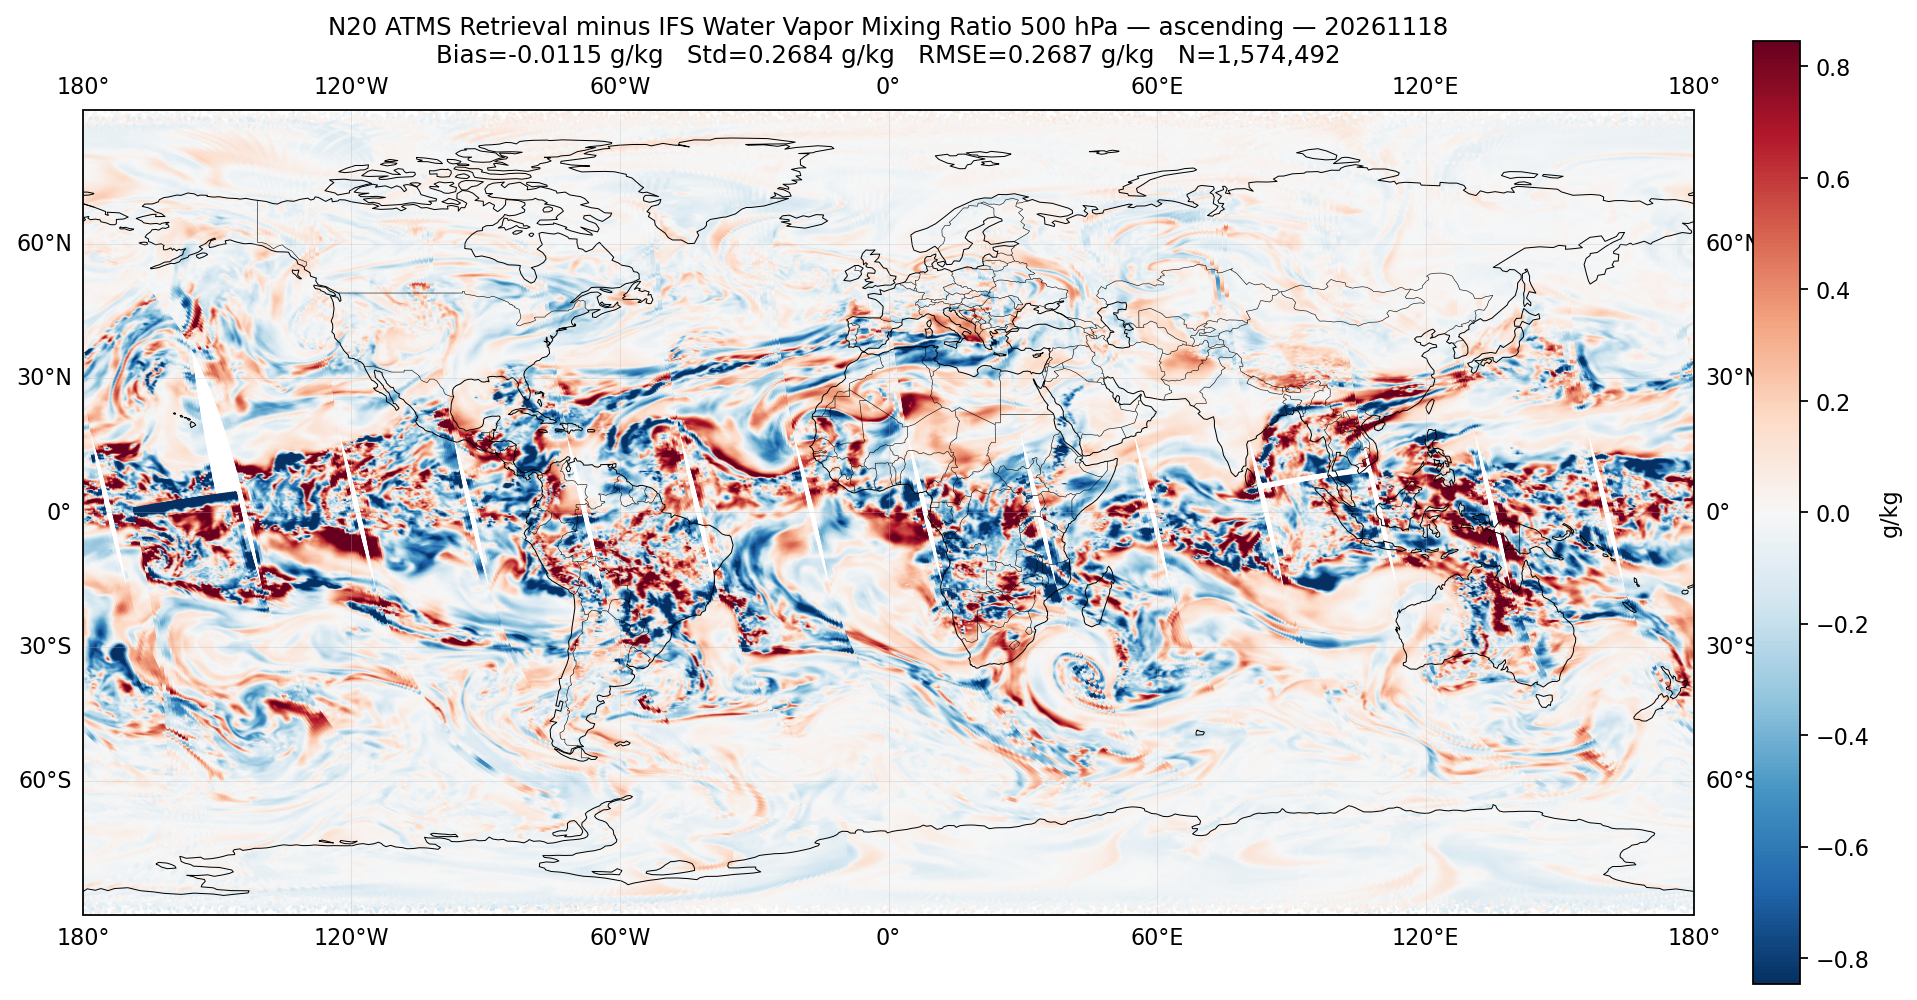 N20 ATMS Retrieval minus IFS Water Vapor Mixing Ratio 500 hPa — ascending — 20261118
Bias=-0.0115 g/kg Std=0.2684 g/kg RMSE=0.2687 g/kg N=1,574,492
180° 120°W 60°W 0° 60°E 120°E 180°
60°N 60°N
30°N 30°N
0° 0°
30°S 30°S
60°S 60°S
180° 120°W 60°W 0° 60°E 120°E 180°
0.8
0.6
0.4
0.2
0.0
−0.2
−0.4
−0.6
−0.8
g/kg